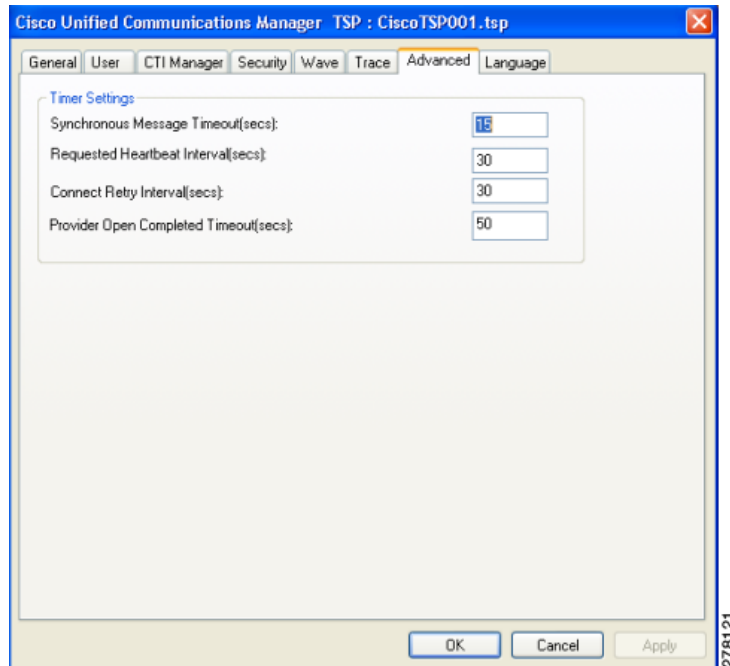 Cisco Unified Communications Manager TSP : CiscoTSP001.tsp
General User CTI Manager Security Wave Trace Advanced Language
Timer Settings
Synchronous Message Timeout(secs): 15
Requested Heartbeat Interval(secs): 30
Connect Retry Interval(secs): 30
Provider Open Completed Timeout(secs): 50
OK Cancel Apply
278121